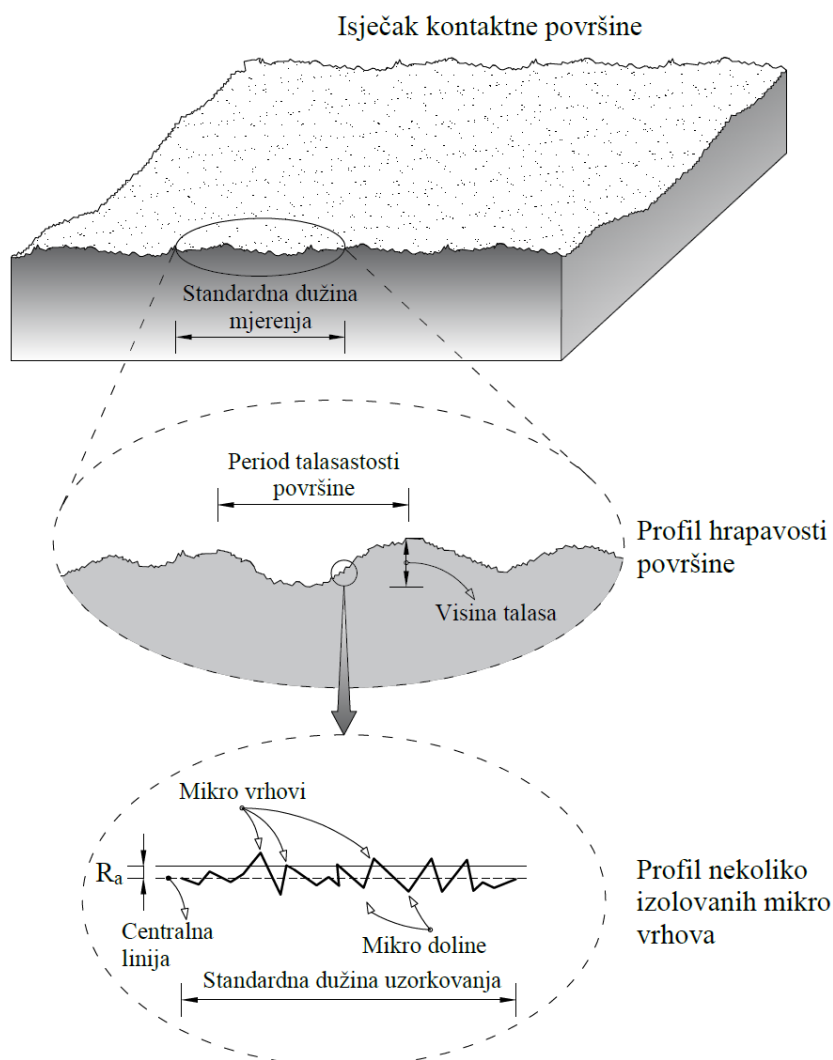 Isječak kontaktne površine
Standardna dužina
mjerenja
Period talasastosti
površine
Profil hrapavosti
površine
Visina talasa
Mikro vrhovi
Ra
Centralna
linija
Mikro doline
Standardna dužina uzorkovanja
Profil nekoliko
izolovanih mikro
vrhova